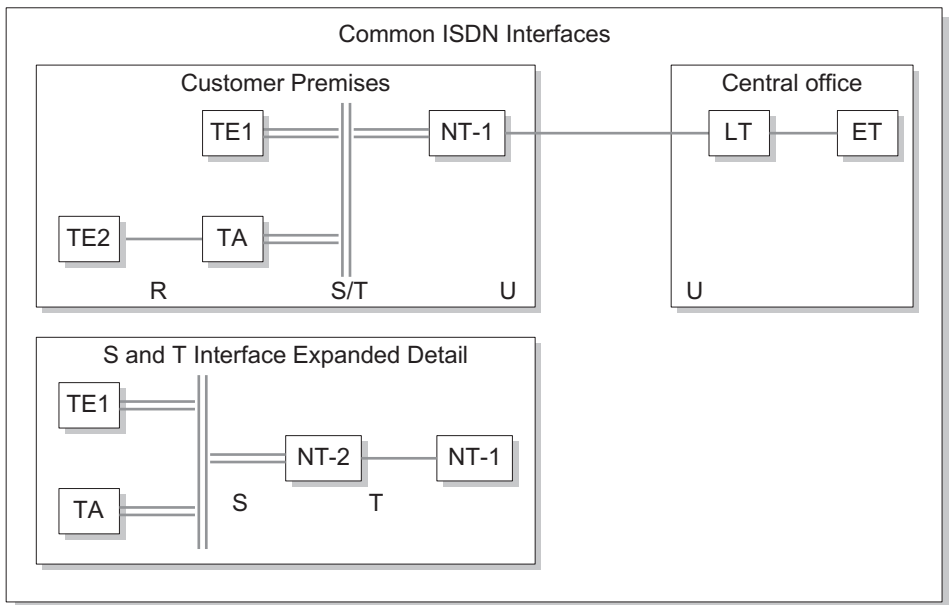 Common ISDN Interfaces
Customer Premises
Central office
TE1
NT-1
LT
ET
TE2
TA
R
S/T
U
U
S and T Interface Expanded Detail
TE1
NT-2
NT-1
S
T
TA